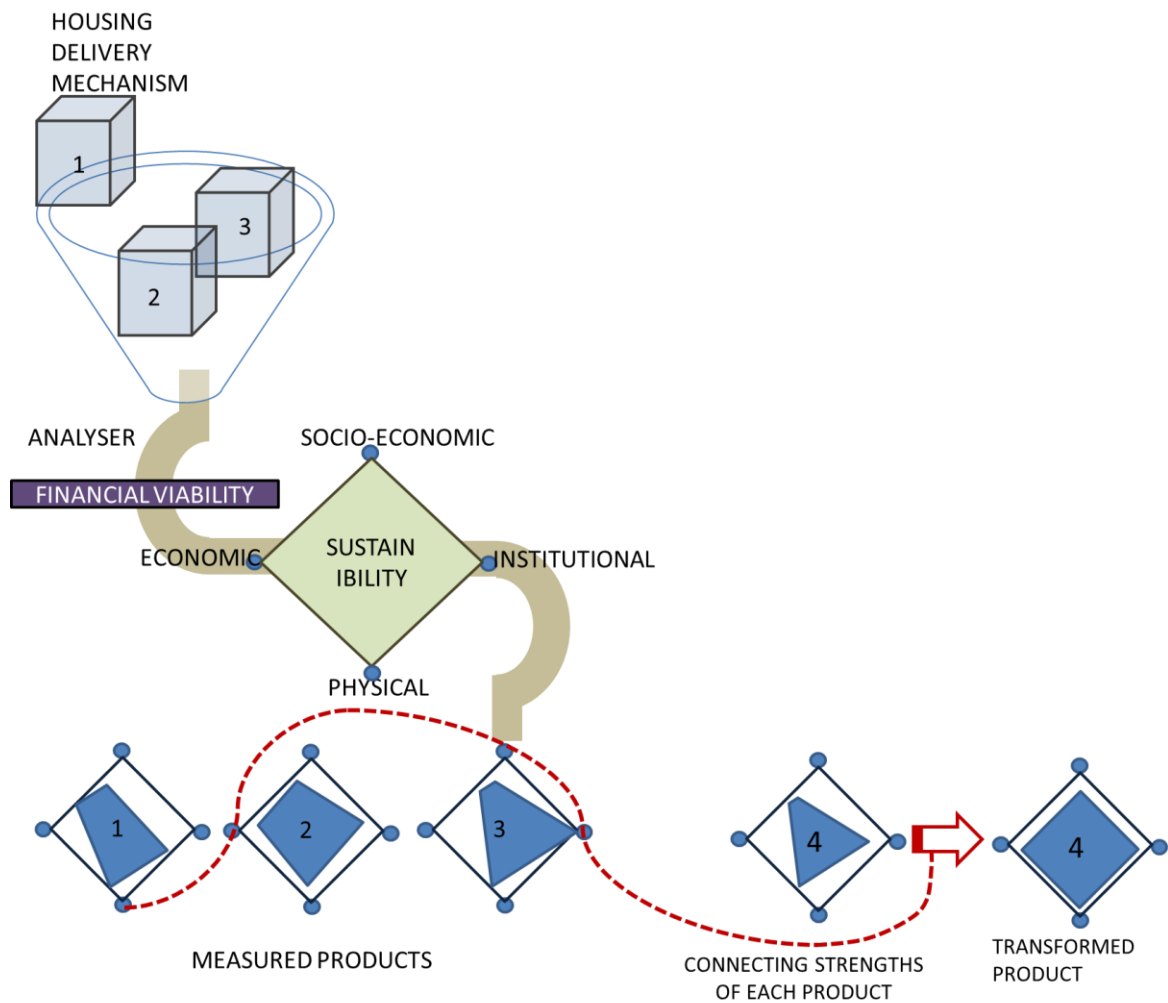 HOUSING
DELIVERY
MECHANISM
1
3
2
ANALYSER
SOCIO-ECONOMIC
FINANCIAL VIABILITY
ECONOMIC
SUSTAIN
IBILITY
INSTITUTIONAL
PHYSICAL
1
2
3
4
4
MEASURED PRODUCTS
CONNECTING STRENGTHS
OF EACH PRODUCT
TRANSFORMED
PRODUCT